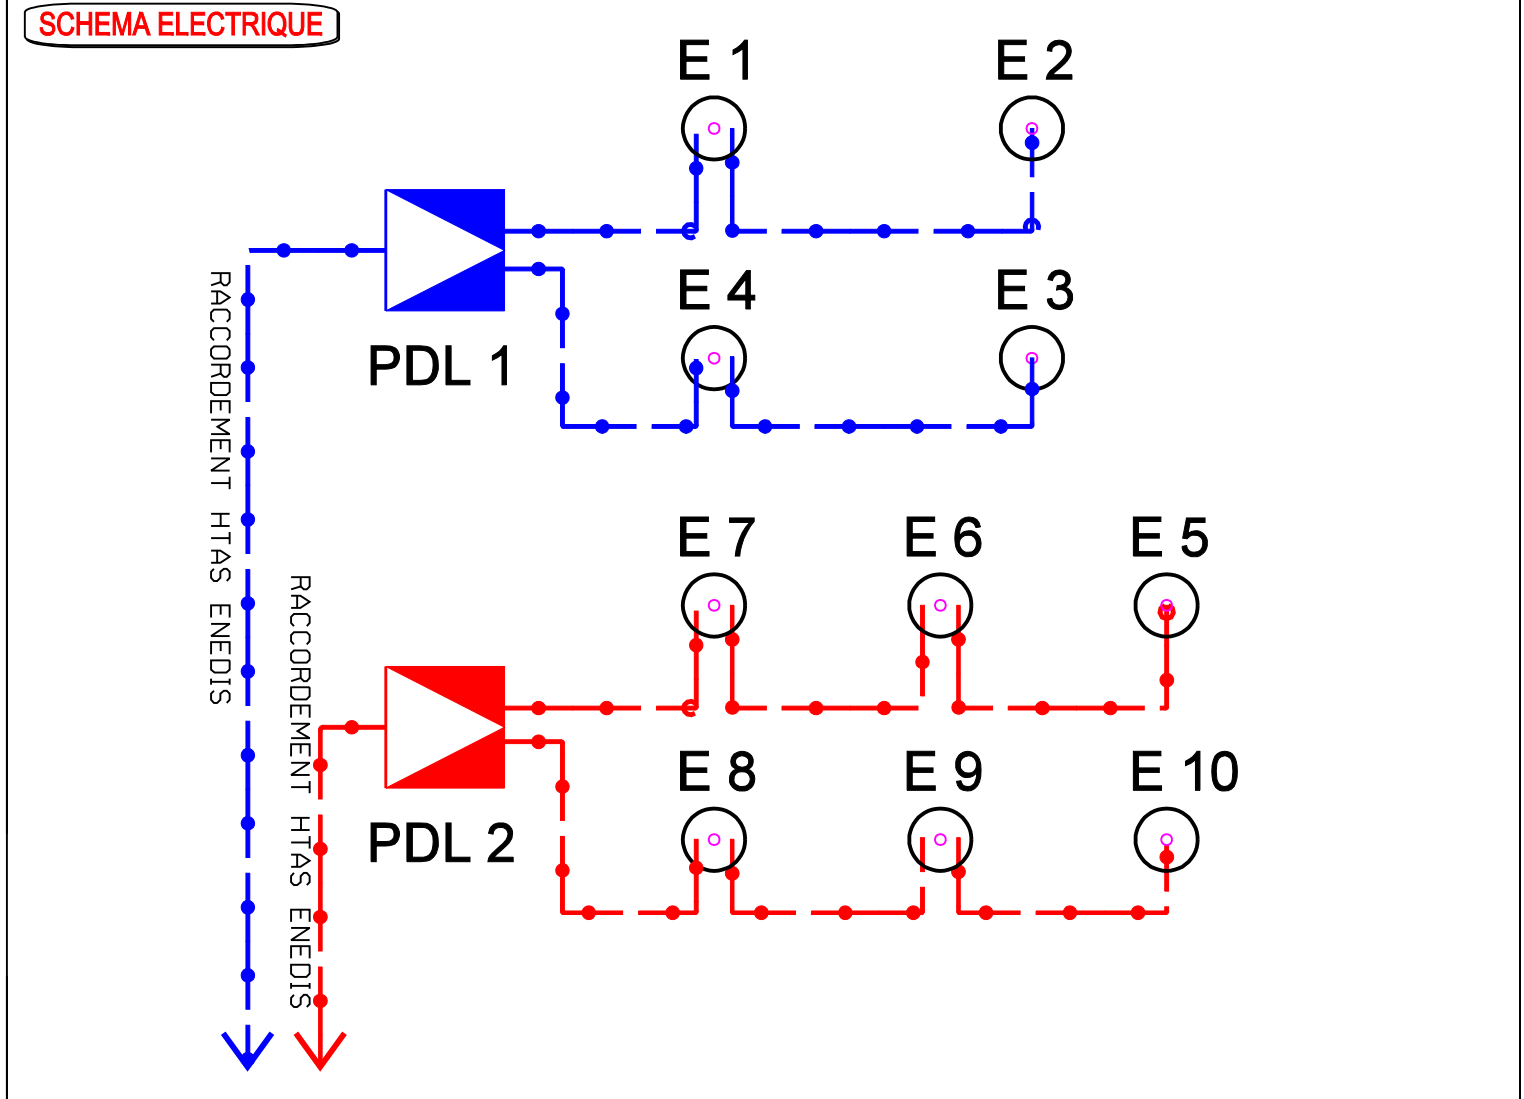 SCHEMA ELECTRIQUE
E 1
E 2
E 4
E 3
PDL 1
RACCORDEMENT HTAS ENEDIS
E 7
E 6
E 5
RACCORDEMENT HTAS ENEDIS
E 8
E 9
E 10
PDL 2